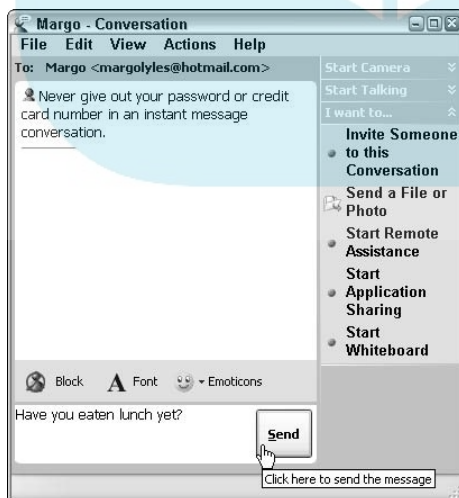 Margo - Conversation
File Edit View Actions Help
To: Margo <margolyles@hotmail.com>
Never give out your password or credit
card number in an instant message
conversation.
Start Camera
Start Talking
I want to...
Invite Someone
to this
Conversation
Send a File or
Photo
Start Remote
Assistance
Start
Application
Sharing
Start
Whiteboard
Block Font Emoticons
Have you eaten lunch yet?
Send
Click here to send the message